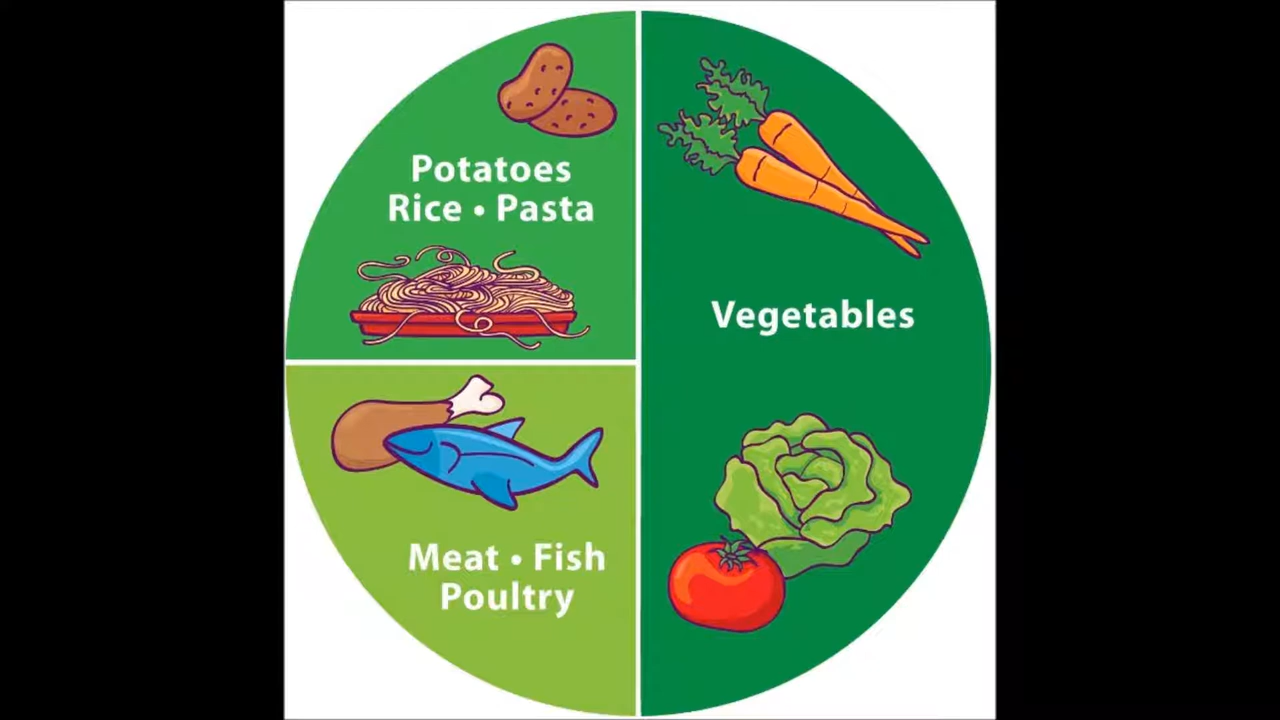 Potatoes
Rice • Pasta
Vegetables
Meat • Fish
Poultry